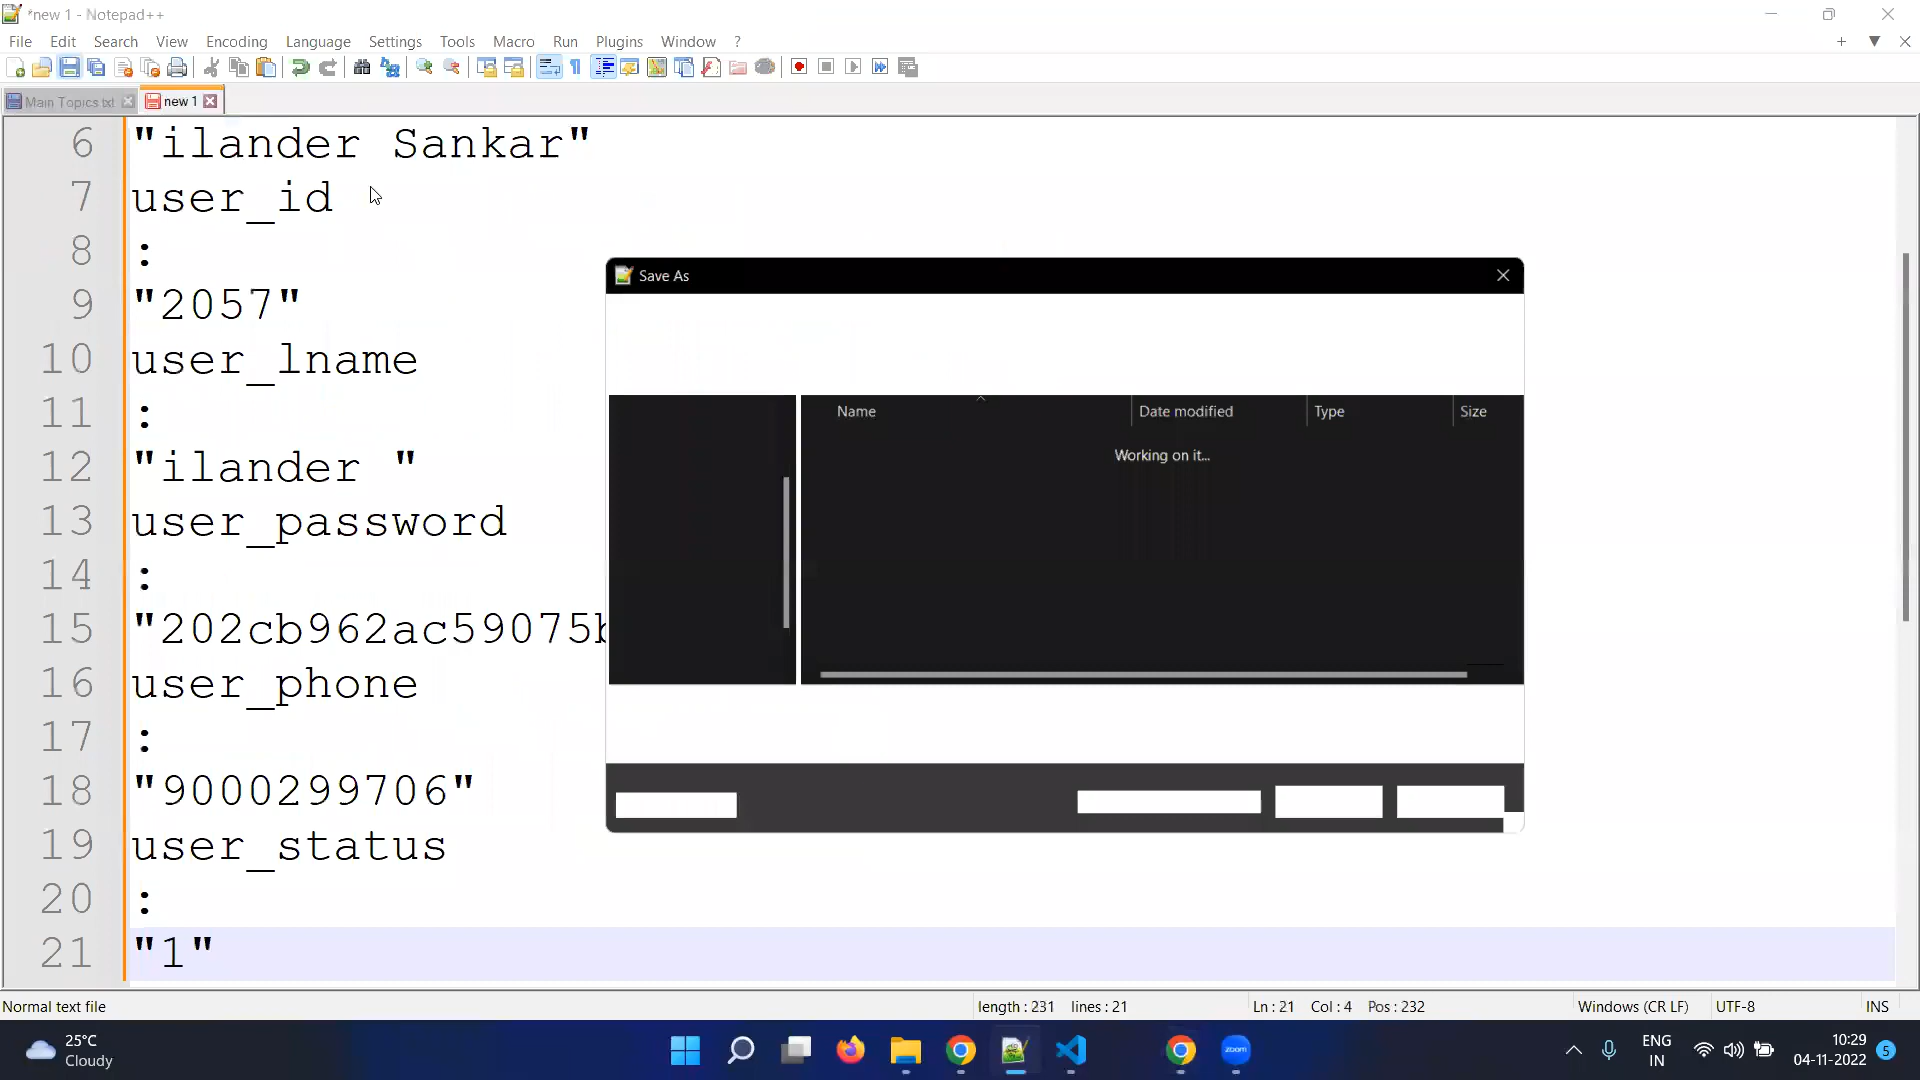 *new 1 - Notepad++
File Edit Search View Encoding Language Settings Tools Macro Run Plugins Window ?
Main Topics.txt new 1
6 "ilander Sankar"
7 user_id
8 :
9 "2057"
10 user_lname
11 :
12 "ilander "
13 user_password
14 :
15 "202cb962ac59075b
16 user_phone
17 :
18 "9000299706"
19 user_status
20 :
21 "1"
Save As
Name Date modified Type Size
Working on it...
Normal text file length : 231 lines : 21 Ln : 21 Col : 4 Pos : 232 Windows (CR LF) UTF-8 INS
25°C
Cloudy
zoom
ENG
IN
10:29
04-11-2022
5